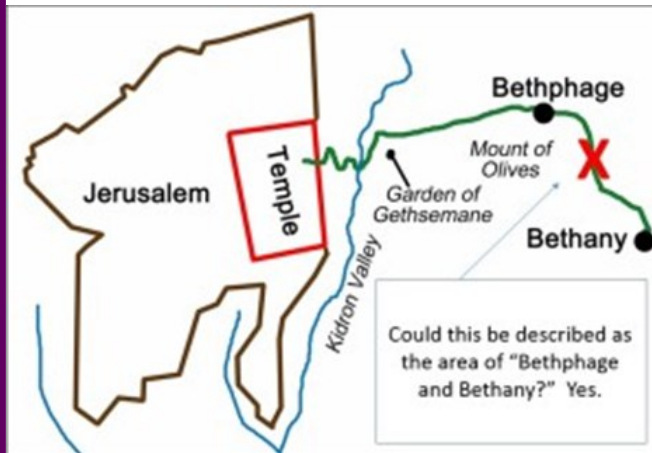 Bethphage
Temple
Mount of
Olives
Jerusalem
Garden of
Gethsemane
Bethany
Kidron Valley
Could this be described as
the area of “Bethphage
and Bethany?” Yes.